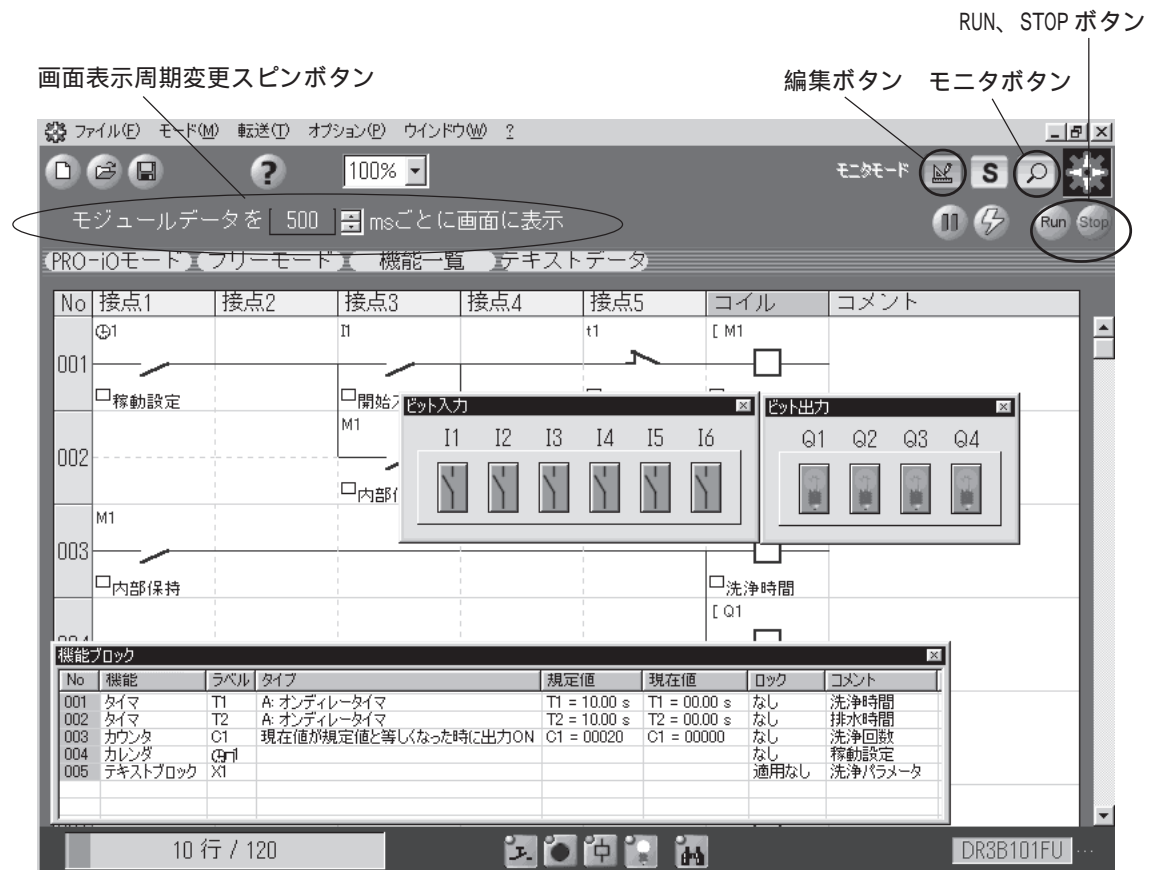 RUN、STOP ボタン
画面表示周期変更スピンボタン
編集ボタン モニタボタン
ファイル(F) モード(M) 転送(T) オプション(P) ウインドウ(W) ?
100%
モニタモード
S
モジュールデータを [ 500 ] msごとに画面に表示
Run Stop
PRO-iOモード フリーモード 機能一覧 テキストデータ
No 接点1 接点2 接点3 接点4 接点5 コイル コメント
1 I1 t1 [ M1
001
稼動設定 開始
M1
002
内部
ビット入力
I1 I2 I3 I4 I5 I6
ビット出力
Q1 Q2 Q3 Q4
M1
003
内部保持 洗浄時間
[ Q1
機能ブロック
No 機能 ラベル タイプ 規定値 現在値 ロック コメント
001 タイマ T1 A: オンディレータイマ T1 = 10.00 s T1 = 00.00 s なし 洗浄時間
002 タイマ T2 A: オンディレータイマ T2 = 10.00 s T2 = 00.00 s なし 排水時間
003 カウンタ C1 現在値が規定値と等しくなった時に出力ON C1 = 00020 C1 = 00000 なし 洗浄回数
004 カレンダ なし 稼動設定
005 テキストブロック X1 適用なし 洗浄パラメータ
10 行 / 120
DR3B101FU ...